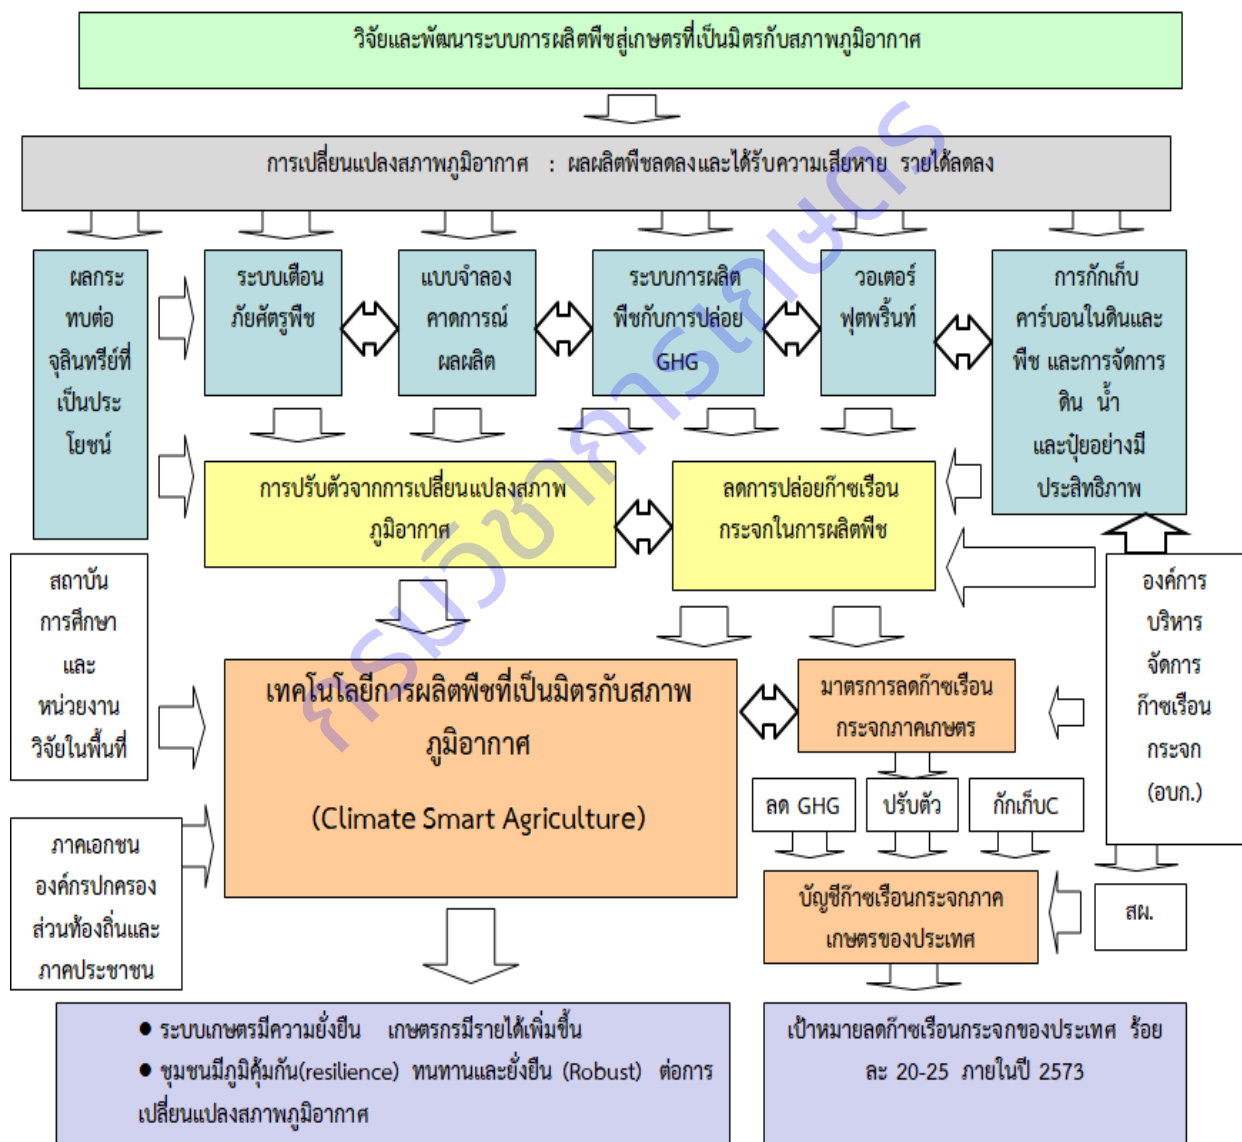 วิจัยและพัฒนาระบบการผลิตพืชสู่เกษตรที่เป็นมิตรกับสภาพภูมิอากาศ
การเปลี่ยนแปลงสภาพภูมิอากาศ : ผลผลิตพืชลดลงและได้รับความเสียหาย รายได้ลดลง
ผลกระ
ทบต่อ
จุลินทรีย์ที่
เป็นประ
โยชน์
ระบบเตือน
ภัยศัตรูพืช
แบบจำลอง
คาดการณ์
ผลผลิต
ระบบการผลิต
พืชกับการปล่อย
GHG
วอเตอร์
ฟุตพริ้นท์
การกักเก็บ
คาร์บอนในดินและ
พืช และการจัดการ
ดิน น้ำ
และปุ๋ยอย่างมี
ประสิทธิภาพ
การปรับตัวจากการเปลี่ยนแปลงสภาพ
ภูมิอากาศ
ลดการปล่อยก๊าซเรือน
กระจกในการผลิตพืช
สถาบัน
การศึกษา
และ
หน่วยงาน
วิจัยในพื้นที่
องค์การ
บริหาร
จัดการ
ก๊าซเรือน
กระจก
(อบก.)
เทคโนโลยีการผลิตพืชที่เป็นมิตรกับสภาพ
ภูมิอากาศ
(Climate Smart Agriculture)
มาตรการลดก๊าซเรือน
กระจกภาคเกษตร
ลด GHG
ปรับตัว
กักเก็บC
ภาคเอกชน
องค์กรปกครอง
ส่วนท้องถิ่นและ
ภาคประชาชน
บัญชีก๊าซเรือนกระจกภาค
เกษตรของประเทศ
สผ.
● ระบบเกษตรมีความยั่งยืน เกษตรกรมีรายได้เพิ่มขึ้น
● ชุมชนมีภูมิคุ้มกัน(resilience) ทนทานและยั่งยืน (Robust) ต่อการ
เปลี่ยนแปลงสภาพภูมิอากาศ
เป้าหมายลดก๊าซเรือนกระจกของประเทศ ร้อย
ละ 20-25 ภายในปี 2573
กรมวิชาการเกษตร